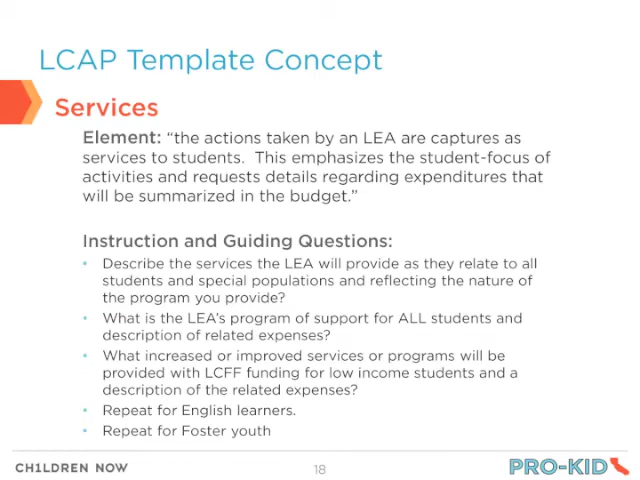 LCAP Template Concept
Services
Element: “the actions taken by an LEA are captures as
services to students.  This emphasizes the student-focus of
activities and requests details regarding expenditures that
will be summarized in the budget.”
Instruction and Guiding Questions:
• Describe the services the LEA will provide as they relate to all
students and special populations and reflecting the nature of
the program you provide?
• What is the LEA’s program of support for ALL students and
description of related expenses?
• What increased or improved services or programs will be
provided with LCFF funding for low income students and a
description of the related expenses?
• Repeat for English learners.
• Repeat for Foster youth
CH1LDREN NOW
18
PRO-KID